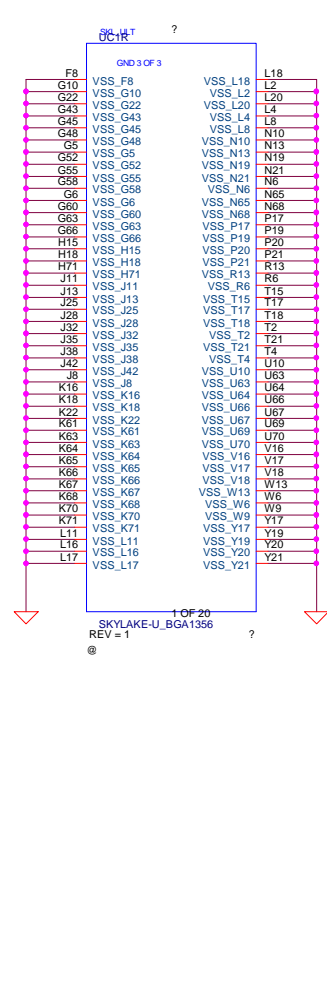 ?
SKL_ULT
UC1R
GND 3 OF 3
F8 VSS_F8 VSS_L18 L18
G10 VSS_G10 VSS_L2 L2
G22 VSS_G22 VSS_L20 L20
G43 VSS_G43 VSS_L4 L4
G45 VSS_G45 VSS_L8 L8
G48 VSS_G48 VSS_N10 N10
G5 VSS_G5 VSS_N13 N13
G52 VSS_G52 VSS_N19 N19
G55 VSS_G55 VSS_N21 N21
G58 VSS_G58 VSS_N6 N6
G6 VSS_G6 VSS_N65 N65
G60 VSS_G60 VSS_N68 N68
G63 VSS_G63 VSS_P17 P17
G66 VSS_G66 VSS_P19 P19
H15 VSS_H15 VSS_P20 P20
H18 VSS_H18 VSS_P21 P21
H71 VSS_H71 VSS_R13 R13
J11 VSS_J11 VSS_R6 R6
J13 VSS_J13 VSS_T15 T15
J25 VSS_J25 VSS_T17 T17
J28 VSS_J28 VSS_T18 T18
J32 VSS_J32 VSS_T2 T2
J35 VSS_J35 VSS_T21 T21
J38 VSS_J38 VSS_T4 T4
J42 VSS_J42 VSS_U10 U10
J8 VSS_J8 VSS_U63 U63
K16 VSS_K16 VSS_U64 U64
K18 VSS_K18 VSS_U66 U66
K22 VSS_K22 VSS_U67 U67
K61 VSS_K61 VSS_U69 U69
K63 VSS_K63 VSS_U70 U70
K64 VSS_K64 VSS_V16 V16
K65 VSS_K65 VSS_V17 V17
K66 VSS_K66 VSS_V18 V18
K67 VSS_K67 VSS_W13 W13
K68 VSS_K68 VSS_W6 W6
K70 VSS_K70 VSS_W9 W9
K71 VSS_K71 VSS_Y17 Y17
L11 VSS_L11 VSS_Y19 Y19
L16 VSS_L16 VSS_Y20 Y20
L17 VSS_L17 VSS_Y21 Y21
1 OF 20
SKYLAKE-U_BGA1356
REV = 1 ?
@